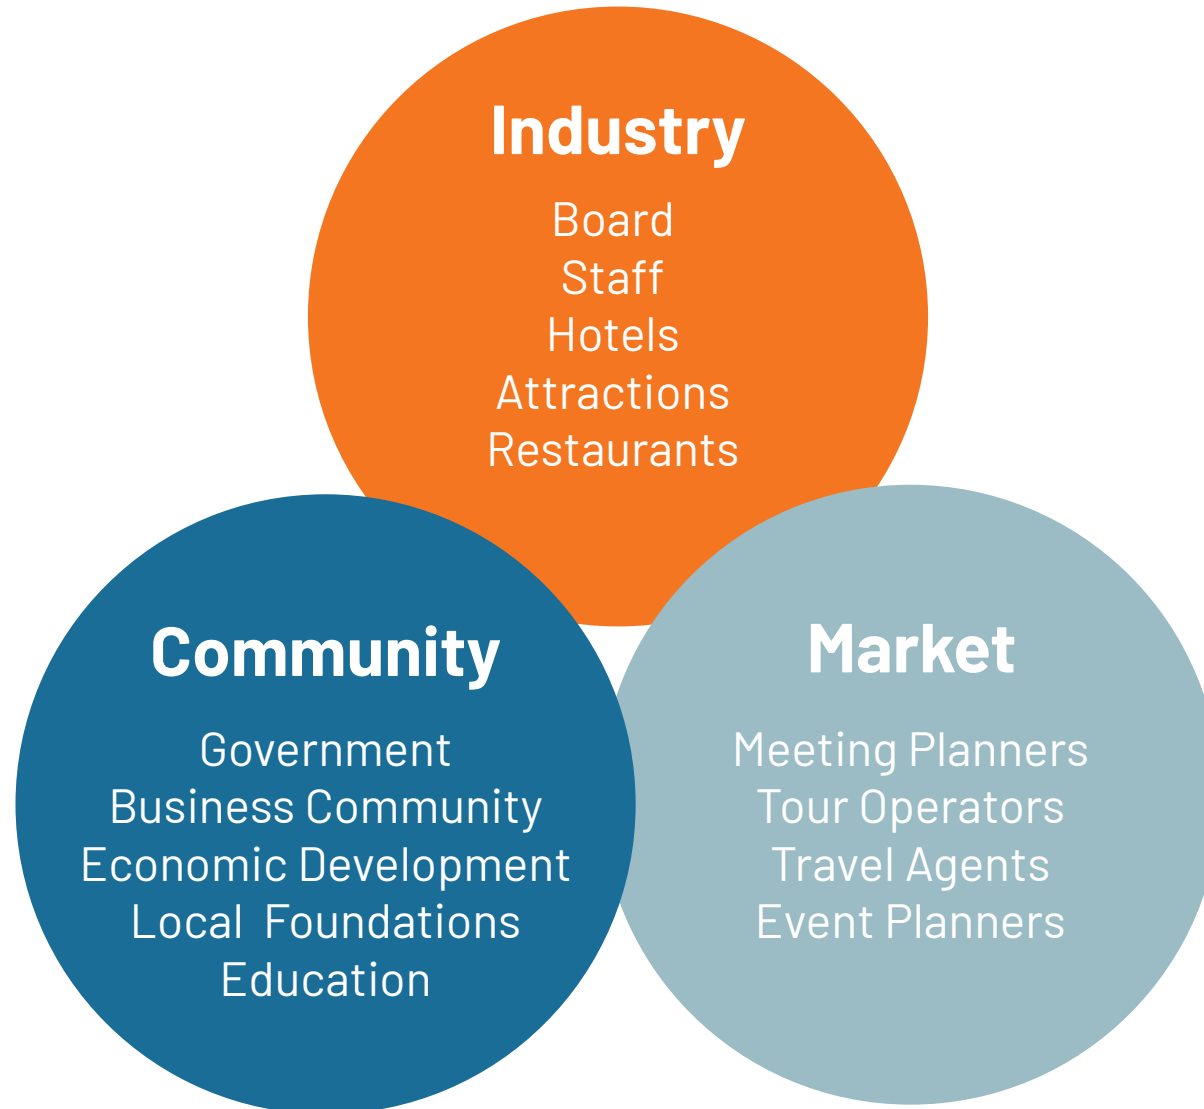 Industry
Board
Staff
Hotels
Attractions
Restaurants
Community
Government
Business Community
Economic Development
Local  Foundations
Education
Market
Meeting Planners
Tour Operators
Travel Agents
Event Planners